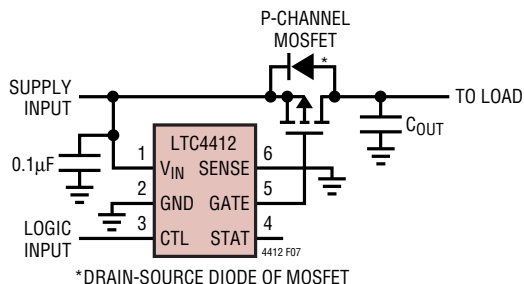 P-CHANNEL
MOSFET
*
SUPPLY
INPUT
TO LOAD
C_OUT
LTC4412
0.1µF
1
V_IN SENSE
6
2
GND GATE
5
3
CTL STAT
4
LOGIC
INPUT
4412 F07
*DRAIN-SOURCE DIODE OF MOSFET